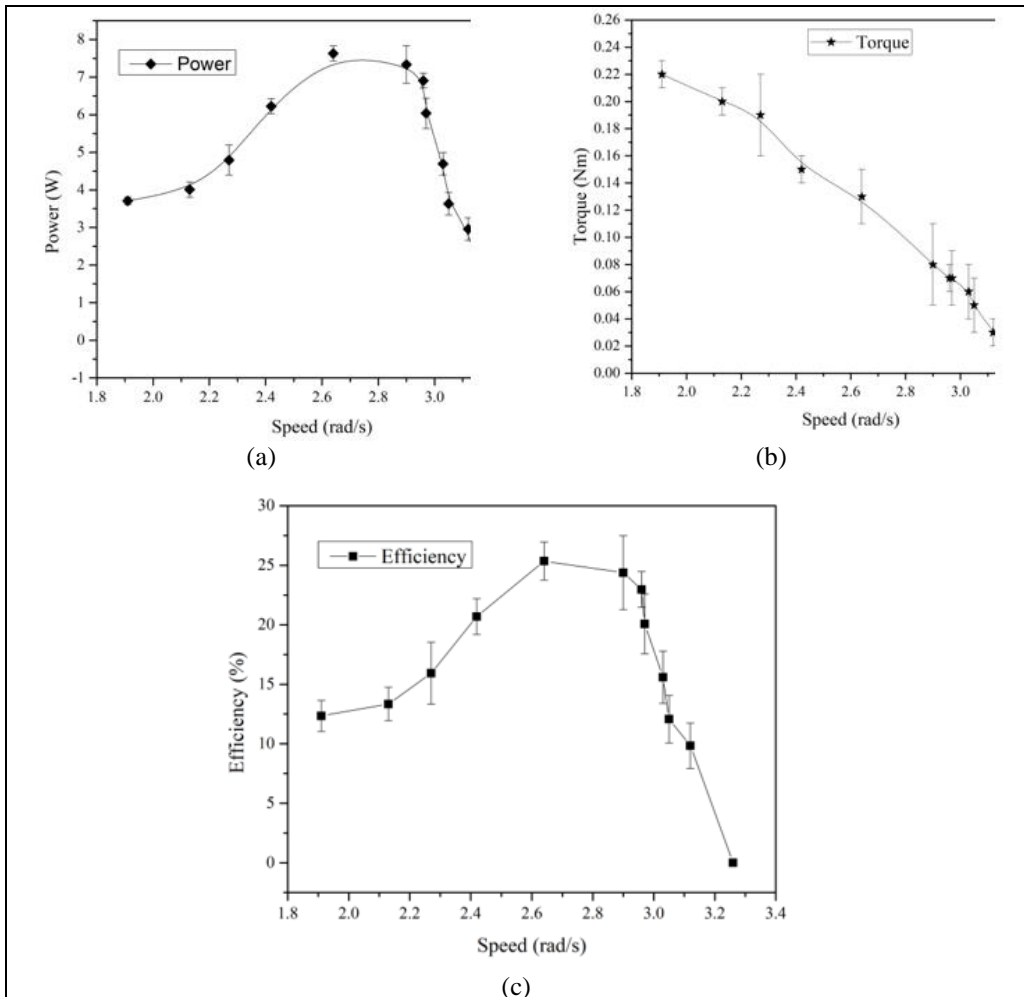 Power
8
7
6
5
4
3
2
1
0
-1
Power (W)
1.8 2.0 2.2 2.4 2.6 2.8 3.0
Speed (rad/s)
(a)
Torque
0.26
0.24
0.22
0.20
0.18
0.16
0.14
0.12
0.10
0.08
0.06
0.04
0.02
0.00
Torque (Nm)
1.8 2.0 2.2 2.4 2.6 2.8 3.0
Speed (rad/s)
(b)
Efficiency
30
25
20
15
10
5
0
Efficiency (%)
1.8 2.0 2.2 2.4 2.6 2.8 3.0 3.2 3.4
Speed (rad/s)
(c)